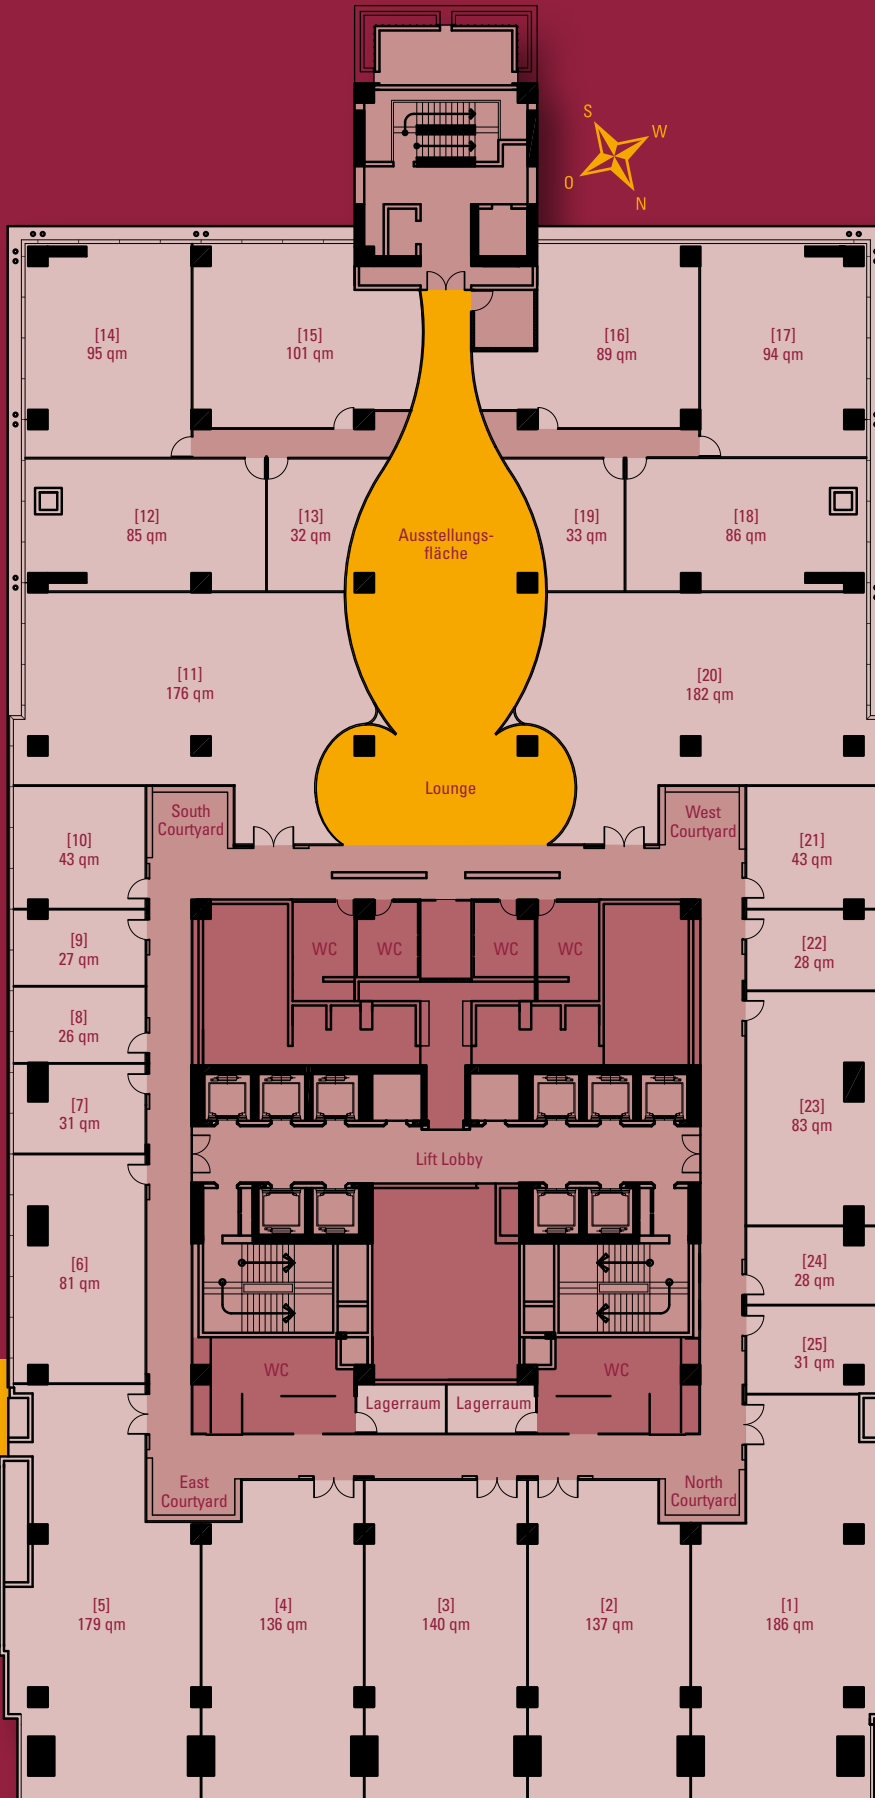 S
W
O
N
[14]
95 qm
[15]
101 qm
[16]
89 qm
[17]
94 qm
[12]
85 qm
[13]
32 qm
Ausstellungs-
fläche
[19]
33 qm
[18]
86 qm
[11]
176 qm
[20]
182 qm
Lounge
South
Courtyard
West
Courtyard
[10]
43 qm
[21]
43 qm
[9]
27 qm
WC
WC
WC
WC
[22]
28 qm
[8]
26 qm
[7]
31 qm
[23]
83 qm
Lift Lobby
[6]
81 qm
[24]
28 qm
[25]
31 qm
WC
WC
Lagerraum
Lagerraum
East
Courtyard
North
Courtyard
[5]
179 qm
[4]
136 qm
[3]
140 qm
[2]
137 qm
[1]
186 qm